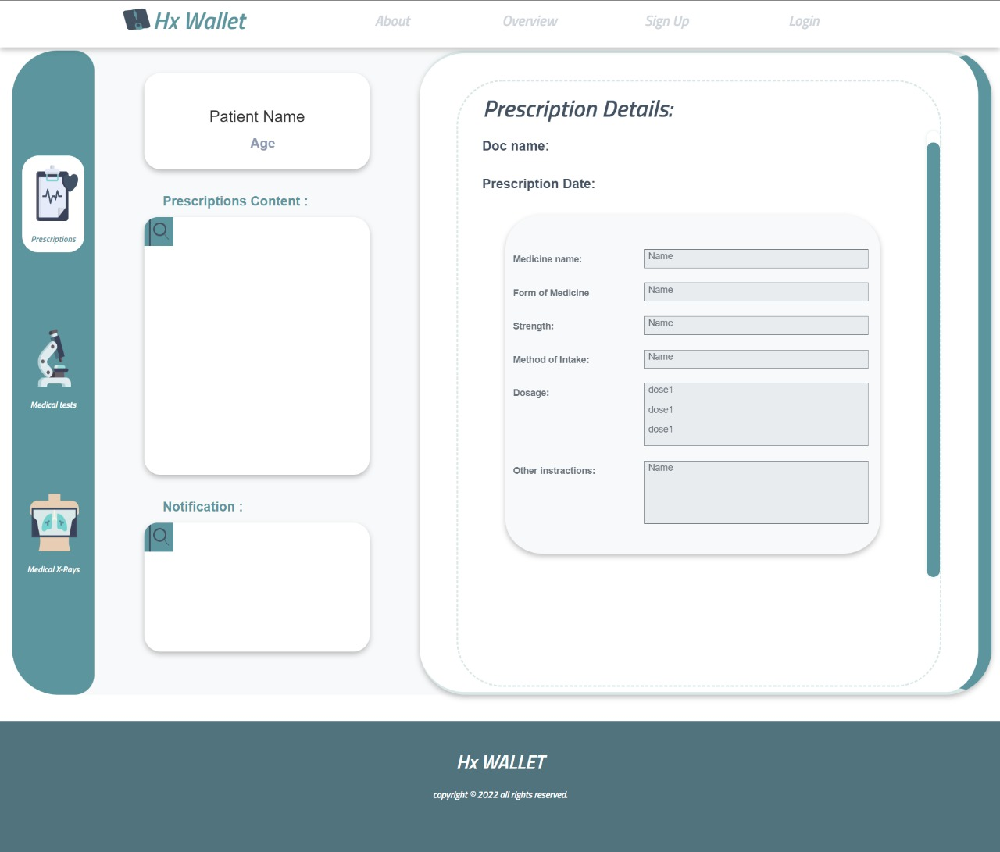 Hx Wallet
About
Overview
Sign Up
Login
Prescriptions
Medical tests
Medical X-Rays
Patient Name
Age
Prescriptions Content :
Notification :
Prescription Details:
Doc name:
Prescription Date:
Medicine name: Name
Form of Medicine Name
Strength: Name
Method of Intake: Name
Dosage: dose1
dose1
dose1
Other instractions: Name
Hx WALLET
copyright © 2022 all rights reserved.